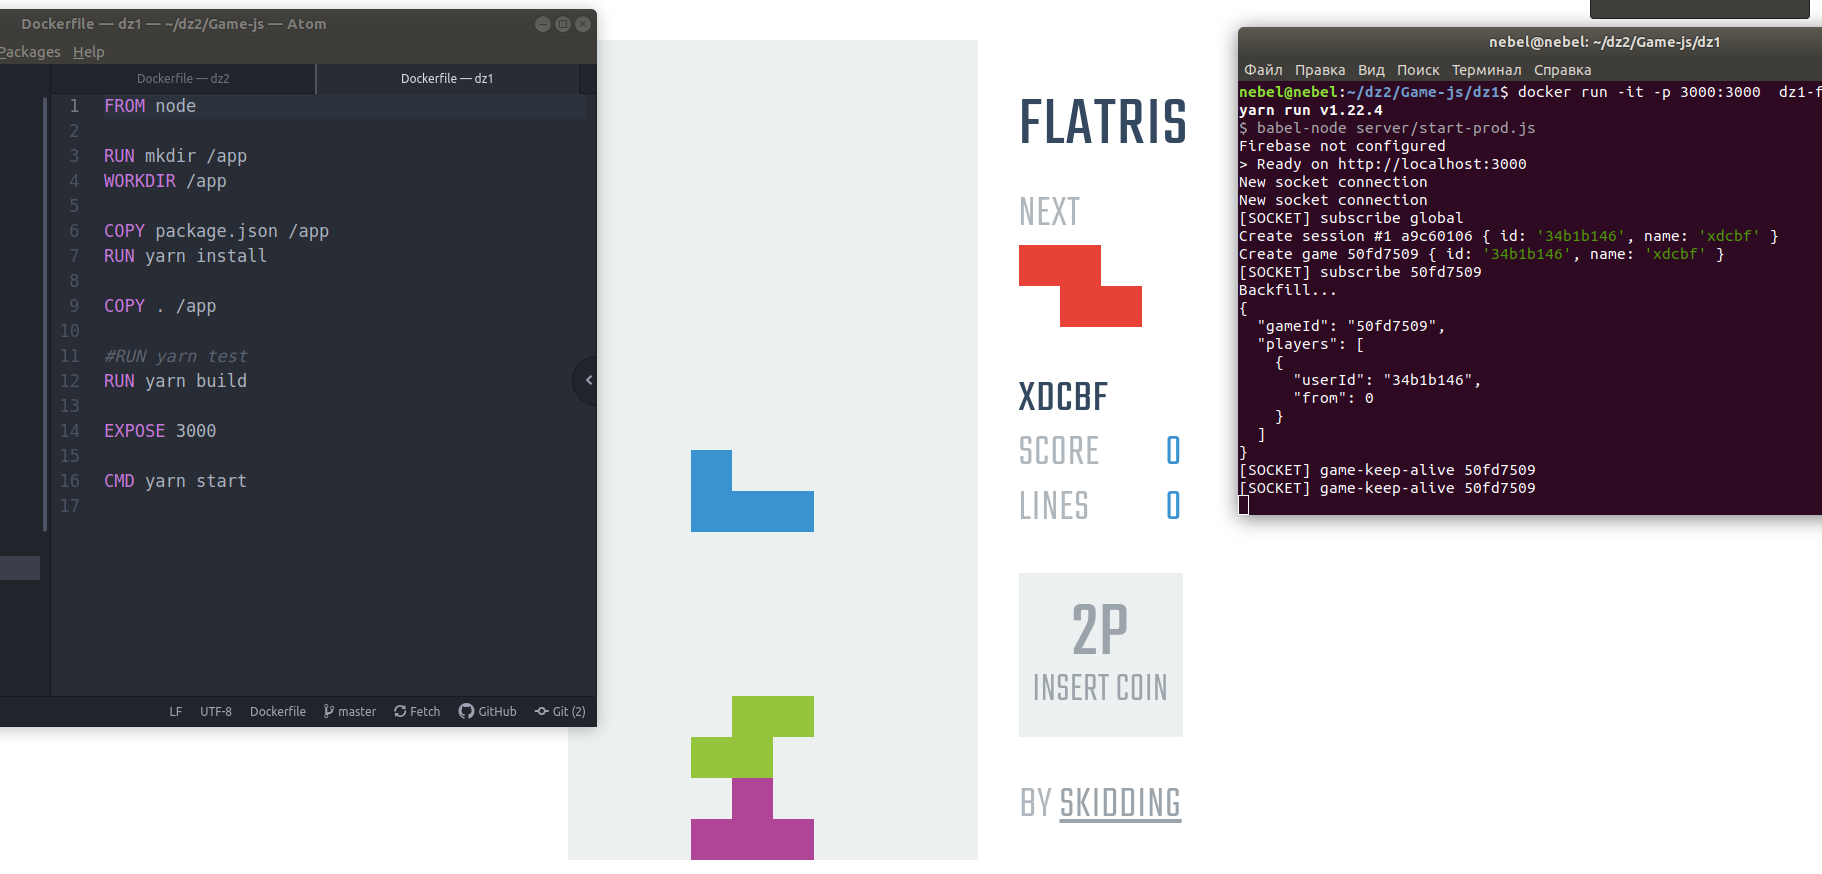 Dockerfile — dz1 — ~/dz2/Game-js — Atom
Packages Help
Dockerfile — dz2
Dockerfile — dz1
1 FROM node
2
3 RUN mkdir /app
4 WORKDIR /app
5
6 COPY package.json /app
7 RUN yarn install
8
9 COPY . /app
10
11 #RUN yarn test
12 RUN yarn build
13
14 EXPOSE 3000
15
16 CMD yarn start
17
LF UTF-8 Dockerfile master Fetch GitHub Git (2)
FLATRIS
NEXT
XDCBF
SCORE 0
LINES 0
2P
INSERT COIN
BY SKIDDING
nebel@nebel: ~/dz2/Game-js/dz1
Файл Правка Вид Поиск Терминал Справка
nebel@nebel:~/dz2/Game-js/dz1$ docker run -it -p 3000:3000  dz1-f
yarn run v1.22.4
$ babel-node server/start-prod.js
Firebase not configured
> Ready on http://localhost:3000
New socket connection
New socket connection
[SOCKET] subscribe global
Create session #1 a9c60106 { id: '34b1b146', name: 'xdcbf' }
Create game 50fd7509 { id: '34b1b146', name: 'xdcbf' }
[SOCKET] subscribe 50fd7509
Backfill...
{
  "gameId": "50fd7509",
  "players": [
    {
      "userId": "34b1b146",
      "from": 0
    }
  ]
}
[SOCKET] game-keep-alive 50fd7509
[SOCKET] game-keep-alive 50fd7509